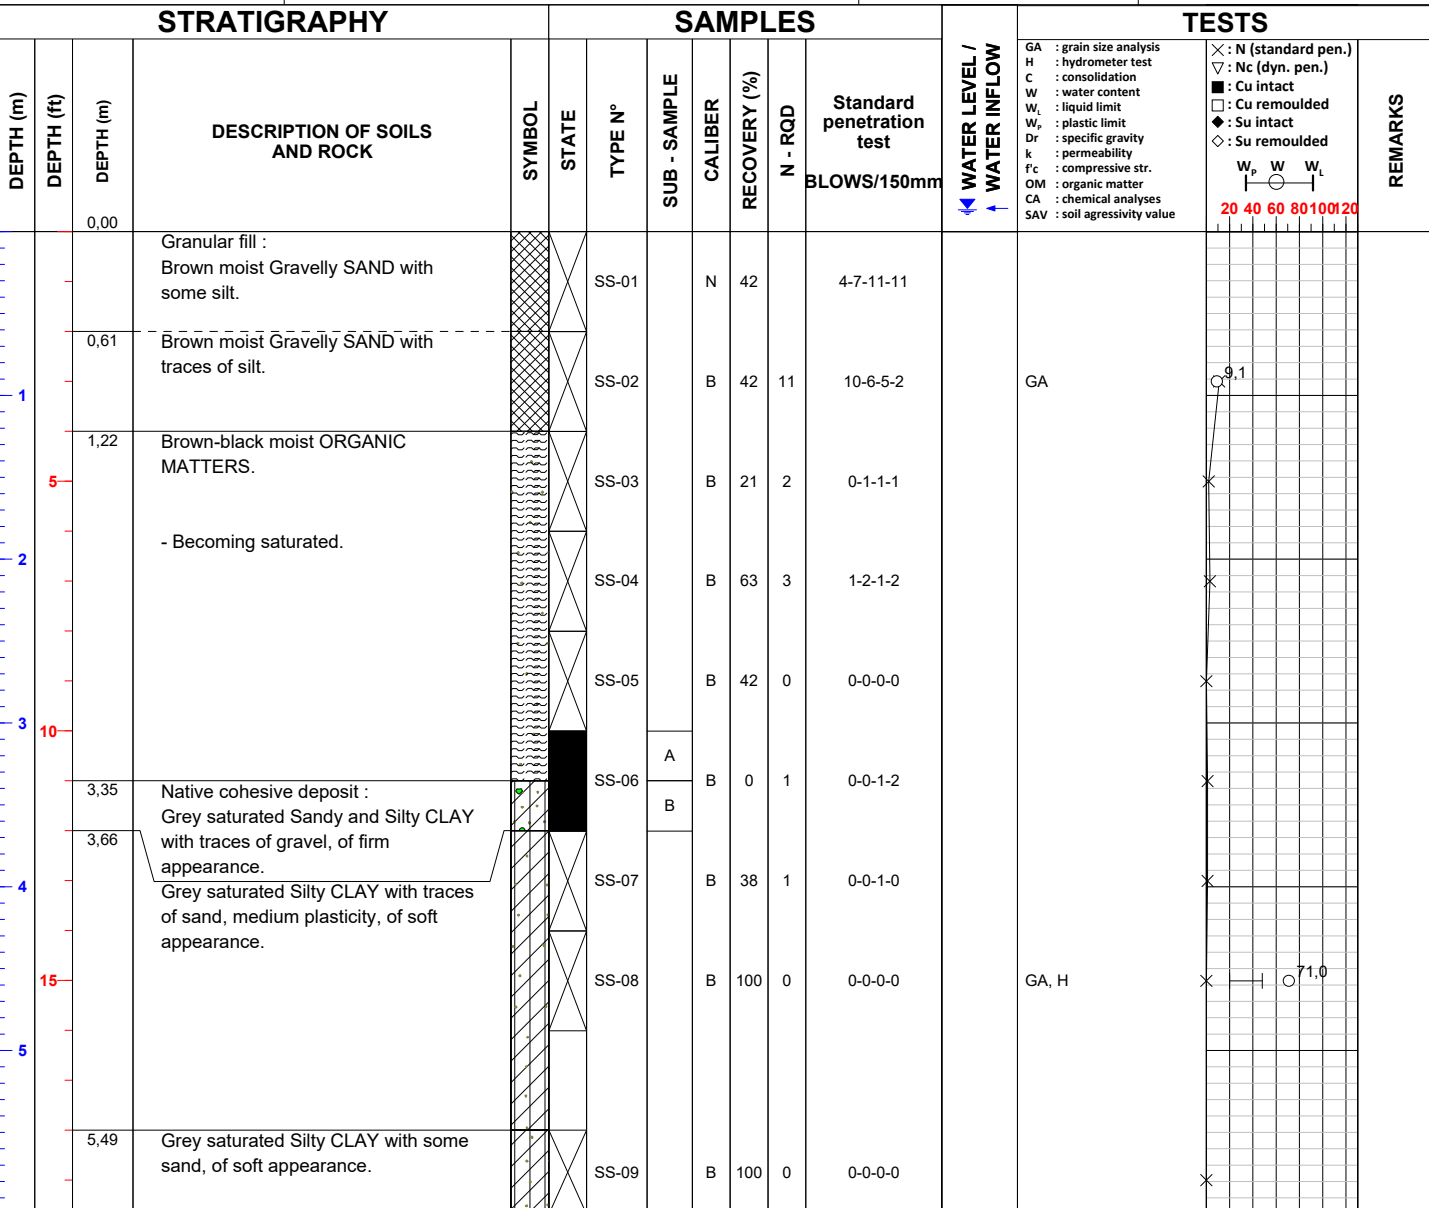 STRATIGRAPHY
SAMPLES
TESTS
DEPTH (m)
DEPTH (ft)
DEPTH (m)
0,00
DESCRIPTION OF SOILS
AND ROCK
SYMBOL
STATE
TYPE N°
SUB - SAMPLE
CALIBER
RECOVERY (%)
N - RQD
Standard
penetration
test
BLOWS/150mm
WATER LEVEL /
WATER INFLOW
GA : grain size analysis
H : hydrometer test
C : consolidation
W : water content
WL : liquid limit
WP : plastic limit
Dr : specific gravity
k : permeability
f'c : compressive str.
OM : organic matter
CA : chemical analyses
SAV : soil agressivity value
: N (standard pen.)
: Nc (dyn. pen.)
: Cu intact
: Cu remoulded
: Su intact
: Su remoulded
WP W WL
20 40 60 80 100 120
REMARKS
Granular fill :
Brown moist Gravelly SAND with
some silt.
SS-01 N 42 4-7-11-11
0,61 Brown moist Gravelly SAND with
traces of silt.
SS-02 B 42 11 10-6-5-2 GA 9,1
1
1,22 Brown-black moist ORGANIC
MATTERS.
5 SS-03 B 21 2 0-1-1-1
- Becoming saturated.
2
SS-04 B 63 3 1-2-1-2
SS-05 B 42 0 0-0-0-0
3
10
A
SS-06 B 0 1 0-0-1-2
B
3,35 Native cohesive deposit :
Grey saturated Sandy and Silty CLAY
with traces of gravel, of firm
appearance.
3,66
4
SS-07 B 38 1 0-0-1-0
Grey saturated Silty CLAY with traces
of sand, medium plasticity, of soft
appearance.
15 SS-08 B 100 0 0-0-0-0 GA, H 71,0
5
5,49 Grey saturated Silty CLAY with some
sand, of soft appearance.
SS-09 B 100 0 0-0-0-0